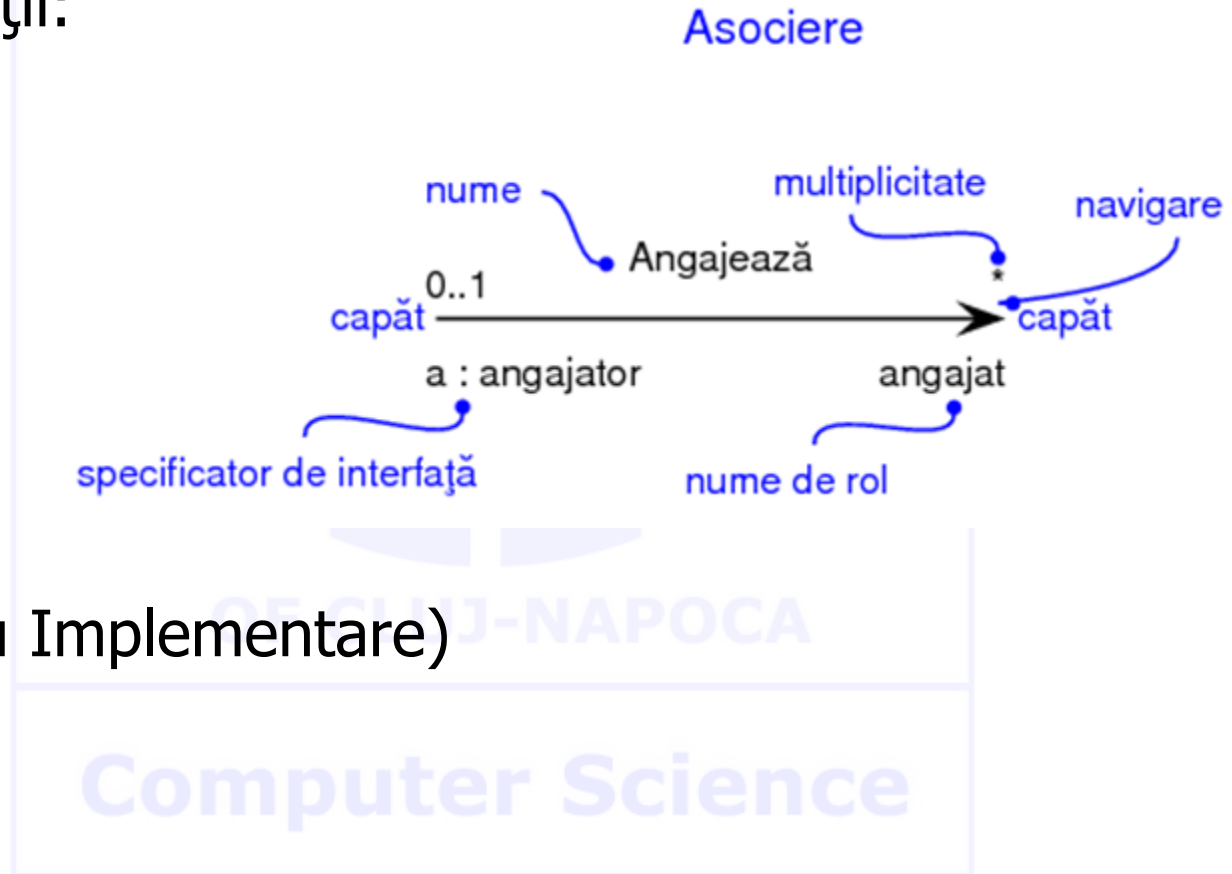 ţii:
Asociere
nume
multiplicitate
navigare
Angajează
0..1
*
capăt
capăt
a : angajator
angajat
specificator de interfaţă
nume de rol
OF CLUJ-NAPOCA
Implementare)
Computer Science